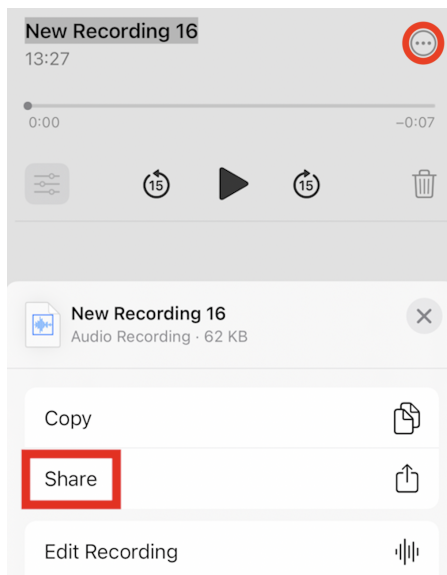 New Recording 16
13:27
0:00 −0:07
15 15
New Recording 16
Audio Recording · 62 KB
Copy
Share
Edit Recording